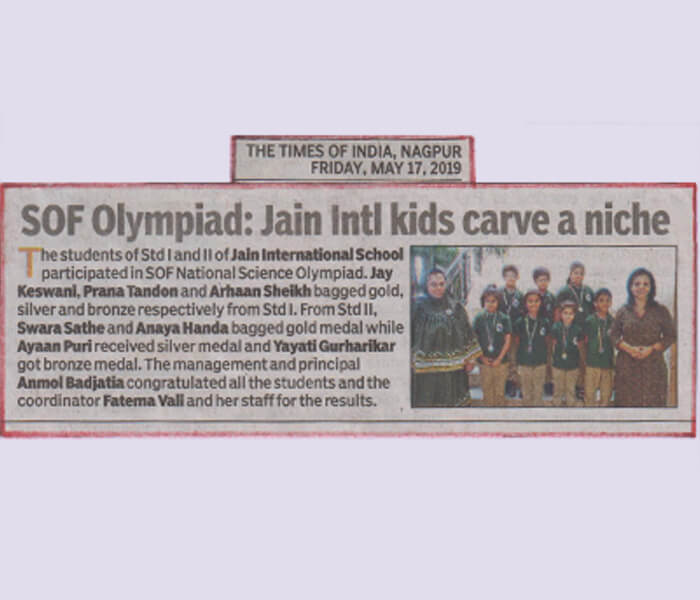 THE TIMES OF INDIA, NAGPUR
FRIDAY, MAY 17, 2019
SOF Olympiad: Jain Intl kids carve a niche
The students of Std I and II of Jain International School
participated in SOF National Science Olympiad. Jay
Keswani, Prana Tandon and Arhaan Sheikh bagged gold,
silver and bronze respectively from Std I. From Std II,
Swara Sathe and Anaya Handa bagged gold medal while
Ayaan Puri received silver medal and Yayati Gurharikar
got bronze medal. The management and principal
Anmol Badjatia congratulated all the students and the
coordinator Fatema Vali and her staff for the results.